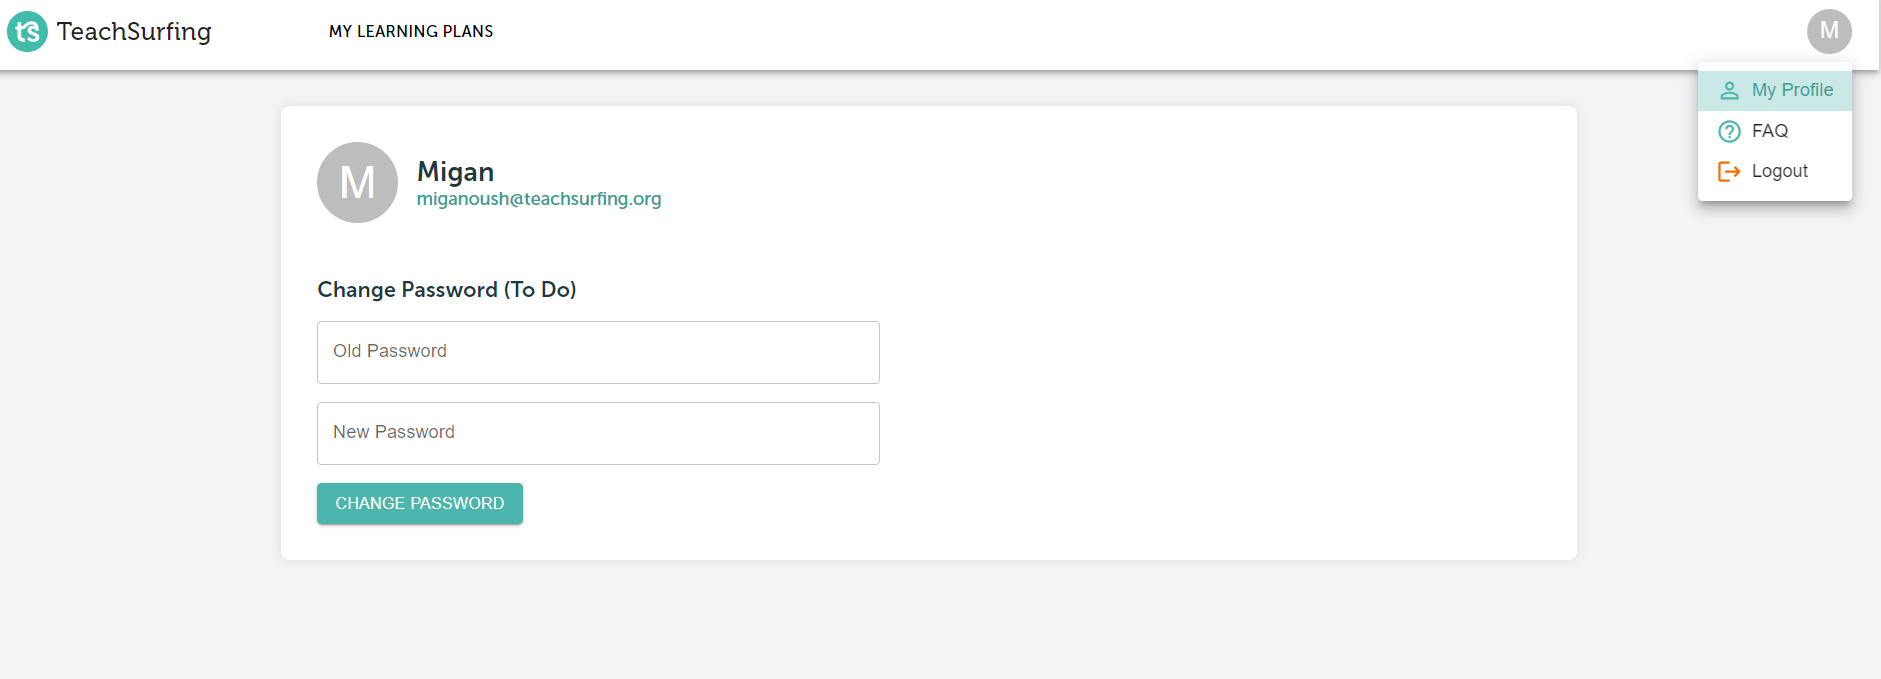 ts TeachSurfing
MY LEARNING PLANS
M
My Profile
FAQ
Logout
M
Migan
miganoush@teachsurfing.org
Change Password (To Do)
Old Password
New Password
CHANGE PASSWORD